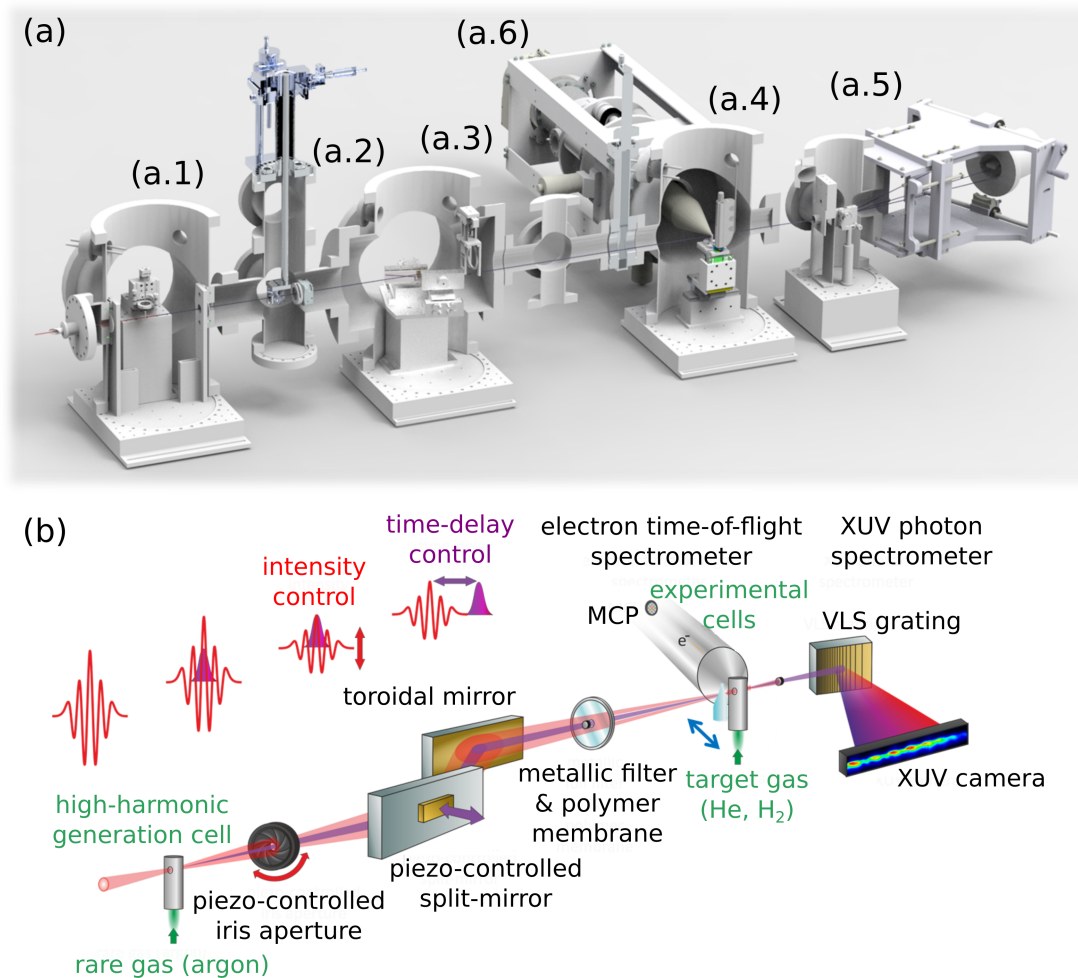 (a)
(a.6)
(a.5)
(a.4)
(a.3)
(a.2)
(a.1)
(b)
time-delay
control
electron time-of-flight
spectrometer
XUV photon
spectrometer
intensity
control
experimental
cells
MCP
e-
VLS grating
toroidal mirror
metallic filter
& polymer
membrane
target gas
(He, H2)
XUV camera
high-harmonic
generation cell
piezo-controlled
split-mirror
piezo-controlled
iris aperture
rare gas (argon)